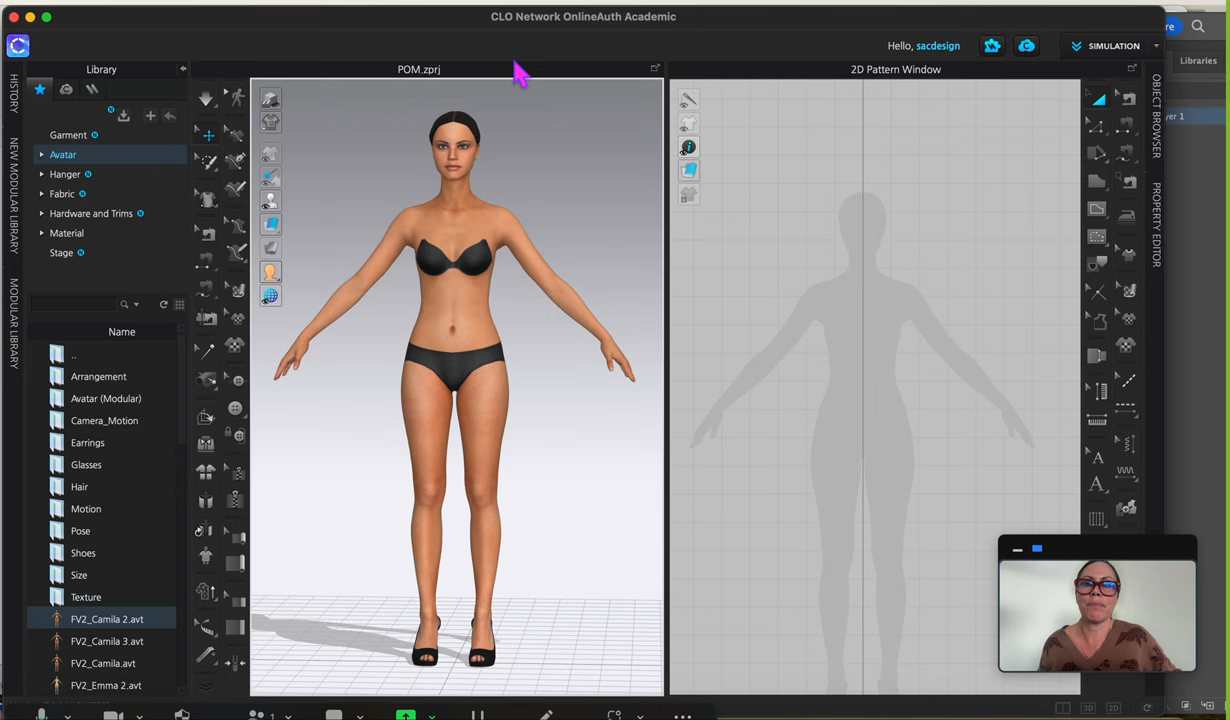 CLO Network OnlineAuth Academic
Hello, sacdesign
SIMULATION
Libraries
Library
POM.zprj
2D Pattern Window
HISTORY
NEW MODULAR LIBRARY
MODULAR LIBRARY
OBJECT BROWSER
PROPERTY EDITOR
Garment
Avatar
Hanger
Fabric
Hardware and Trims
Material
Stage
Name
..
Arrangement
Avatar (Modular)
Camera_Motion
Earrings
Glasses
Hair
Motion
Pose
Shoes
Size
Texture
FV2_Camila 2.avt
FV2_Camila 3.avt
FV2_Camila.avt
FV2_Emma 2.avt
1
3D
2D